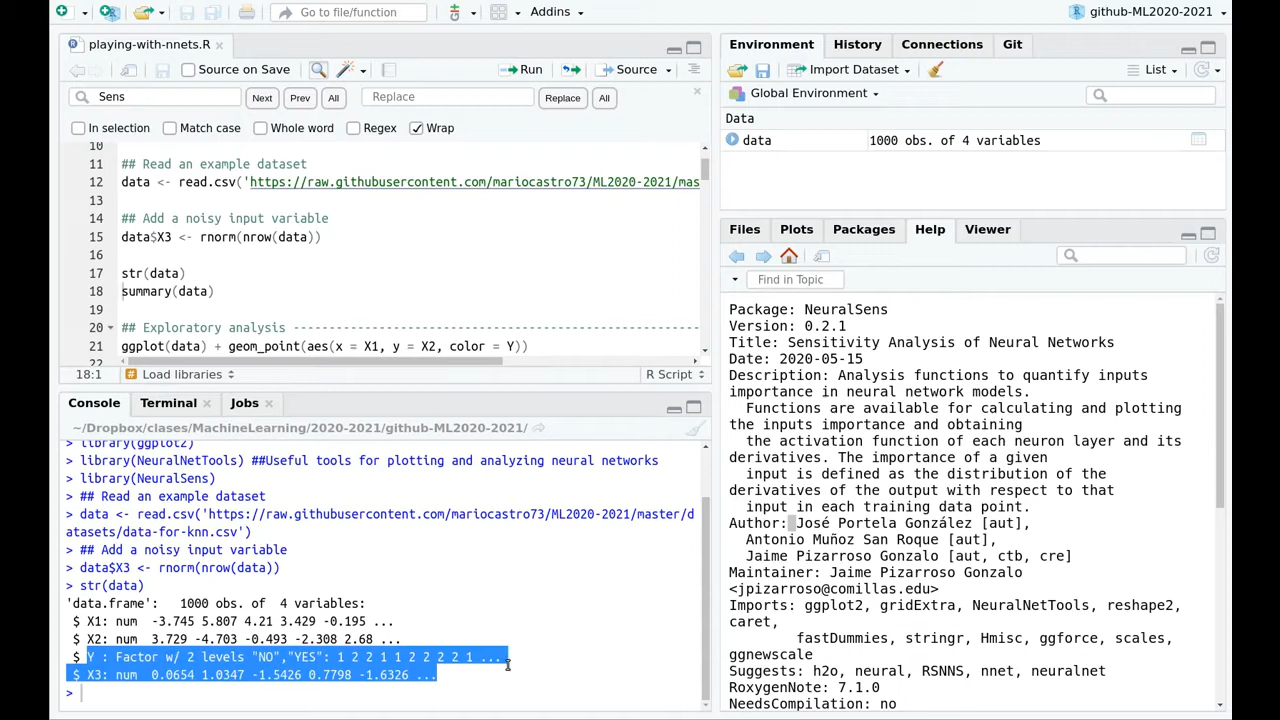 Go to file/function
Addins
github-ML2020-2021
playing-with-nnets.R
Source on Save
Run
Source
Sens
Next
Prev
All
Replace
Replace
All
In selection
Match case
Whole word
Regex
Wrap
10
11 ## Read an example dataset
12 data <- read.csv('https://raw.githubusercontent.com/mariocastro73/ML2020-2021/mas
13
14 ## Add a noisy input variable
15 data$X3 <- rnorm(nrow(data))
16
17 str(data)
18 summary(data)
19
20 ## Exploratory analysis ---------------------------------------------
21 ggplot(data) + geom_point(aes(x = X1, y = X2, color = Y))
22
18:1
Load libraries
R Script
Console
Terminal
Jobs
~/Dropbox/clases/MachineLearning/2020-2021/github-ML2020-2021/
> library(ggplot2)
> library(NeuralNetTools) ##Useful tools for plotting and analyzing neural networks
> library(NeuralSens)
> ## Read an example dataset
> data <- read.csv('https://raw.githubusercontent.com/mariocastro73/ML2020-2021/master/d
atasets/data-for-knn.csv')
> ## Add a noisy input variable
> data$X3 <- rnorm(nrow(data))
> str(data)
'data.frame': 1000 obs. of 4 variables:
$ X1: num -3.745 5.807 4.21 3.429 -0.195 ...
$ X2: num 3.729 -4.703 -0.493 -2.308 2.68 ...
$ Y : Factor w/ 2 levels "NO","YES": 1 2 2 1 1 2 2 2 2 1 ...
$ X3: num 0.0654 1.0347 -1.5426 0.7798 -1.6326 ...
>
Environment
History
Connections
Git
Import Dataset
List
Global Environment
Data
data
1000 obs. of 4 variables
Files
Plots
Packages
Help
Viewer
Find in Topic
Package: NeuralSens
Version: 0.2.1
Title: Sensitivity Analysis of Neural Networks
Date: 2020-05-15
Description: Analysis functions to quantify inputs
importance in neural network models.
Functions are available for calculating and plotting
the inputs importance and obtaining
the activation function of each neuron layer and its
derivatives. The importance of a given
input is defined as the distribution of the
derivatives of the output with respect to that
input in each training data point.
Author: José Portela González [aut],
Antonio Muñoz San Roque [aut],
Jaime Pizarroso Gonzalo [aut, ctb, cre]
Maintainer: Jaime Pizarroso Gonzalo
<jpizarroso@comillas.edu>
Imports: ggplot2, gridExtra, NeuralNetTools, reshape2,
caret,
fastDummies, stringr, Hmisc, ggforce, scales,
ggnewscale
Suggests: h2o, neural, RSNNS, nnet, neuralnet
RoxygenNote: 7.1.0
NeedsCompilation: no